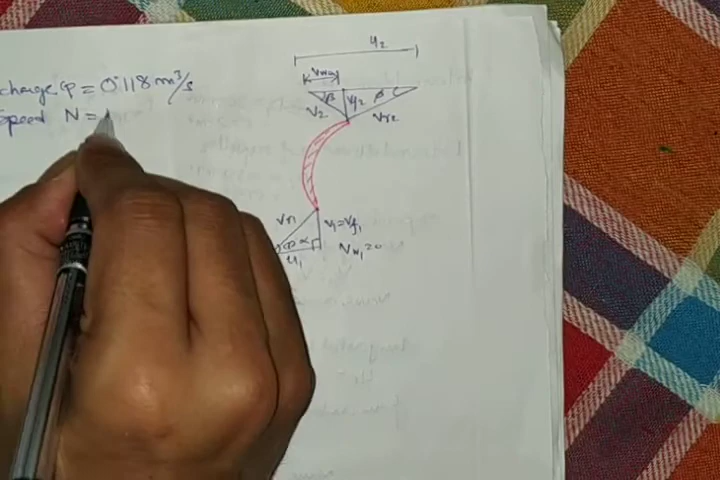 charge Q = 0.118 m³/s
speed N =
u₂
Vw₂
β
Vf₂
φ
V₂
Vr₂
Vr₁
V₁=Vf₁
Vw₁=0
u₁